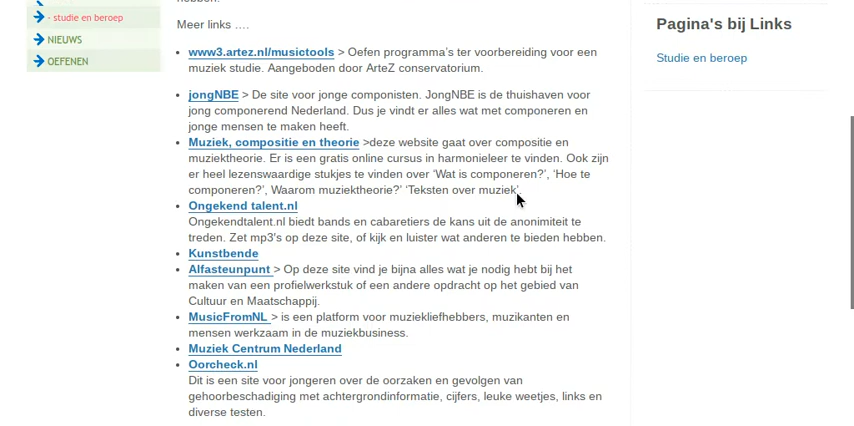 - studie en beroep
NIEUWS
OEFENEN
Meer links ….
www3.artez.nl/musictools > Oefen programma’s ter voorbereiding voor een
muziek studie. Aangeboden door ArteZ conservatorium.
jongNBE > De site voor jonge componisten. JongNBE is de thuishaven voor
jong componerend Nederland. Dus je vindt er alles wat met componeren en
jonge mensen te maken heeft.
Muziek, compositie en theorie >deze website gaat over compositie en
muziektheorie. Er is een gratis online cursus in harmonieleer te vinden. Ook zijn
er heel lezenswaardige stukjes te vinden over ‘Wat is componeren?’, ‘Hoe te
componeren?’, Waarom muziektheorie?’ ‘Teksten over muziek’.
Ongekend talent.nl
Ongekendtalent.nl biedt bands en cabaretiers de kans uit de anonimiteit te
treden. Zet mp3's op deze site, of kijk en luister wat anderen te bieden hebben.
Kunstbende
Alfasteunpunt > Op deze site vind je bijna alles wat je nodig hebt bij het
maken van een profielwerkstuk of een andere opdracht op het gebied van
Cultuur en Maatschappij.
MusicFromNL > is een platform voor muziekliefhebbers, muzikanten en
mensen werkzaam in de muziekbusiness.
Muziek Centrum Nederland
Oorcheck.nl
Dit is een site voor jongeren over de oorzaken en gevolgen van
gehoorbeschadiging met achtergrondinformatie, cijfers, leuke weetjes, links en
diverse testen.
Pagina's bij Links
Studie en beroep